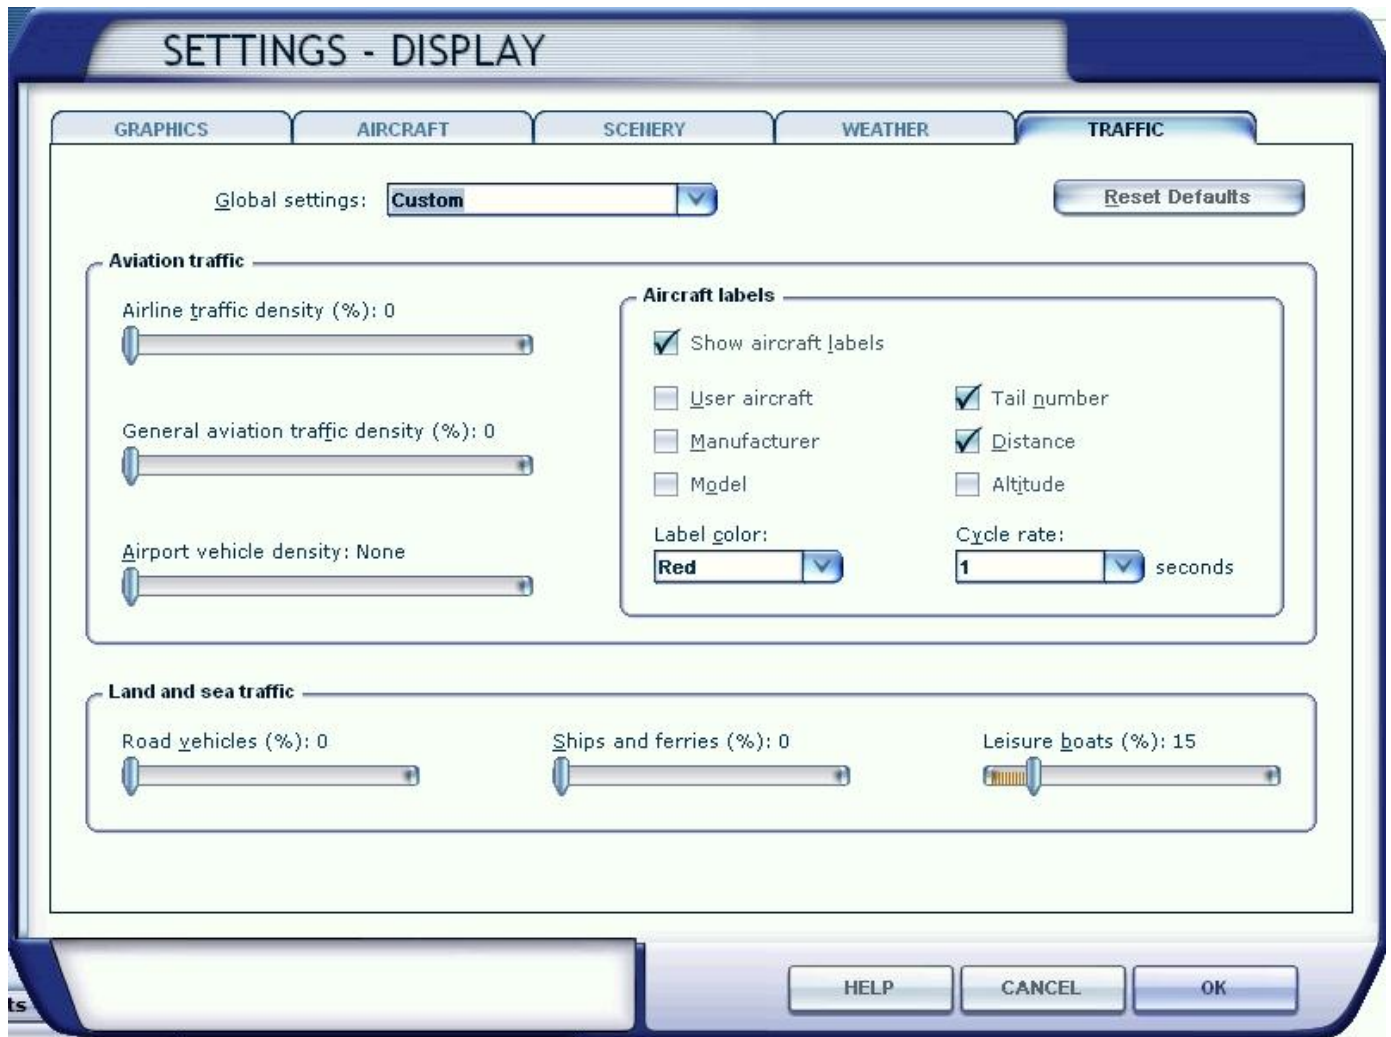 SETTINGS - DISPLAY
GRAPHICS AIRCRAFT SCENERY WEATHER TRAFFIC
Global settings: Custom Reset Defaults
Aviation traffic
Airline traffic density (%): 0
General aviation traffic density (%): 0
Airport vehicle density: None
Aircraft labels
Show aircraft labels
User aircraft Tail number
Manufacturer Distance
Model Altitude
Label color: Cycle rate:
Red 1 seconds
Land and sea traffic
Road vehicles (%): 0 Ships and ferries (%): 0 Leisure boats (%): 15
ts HELP CANCEL OK